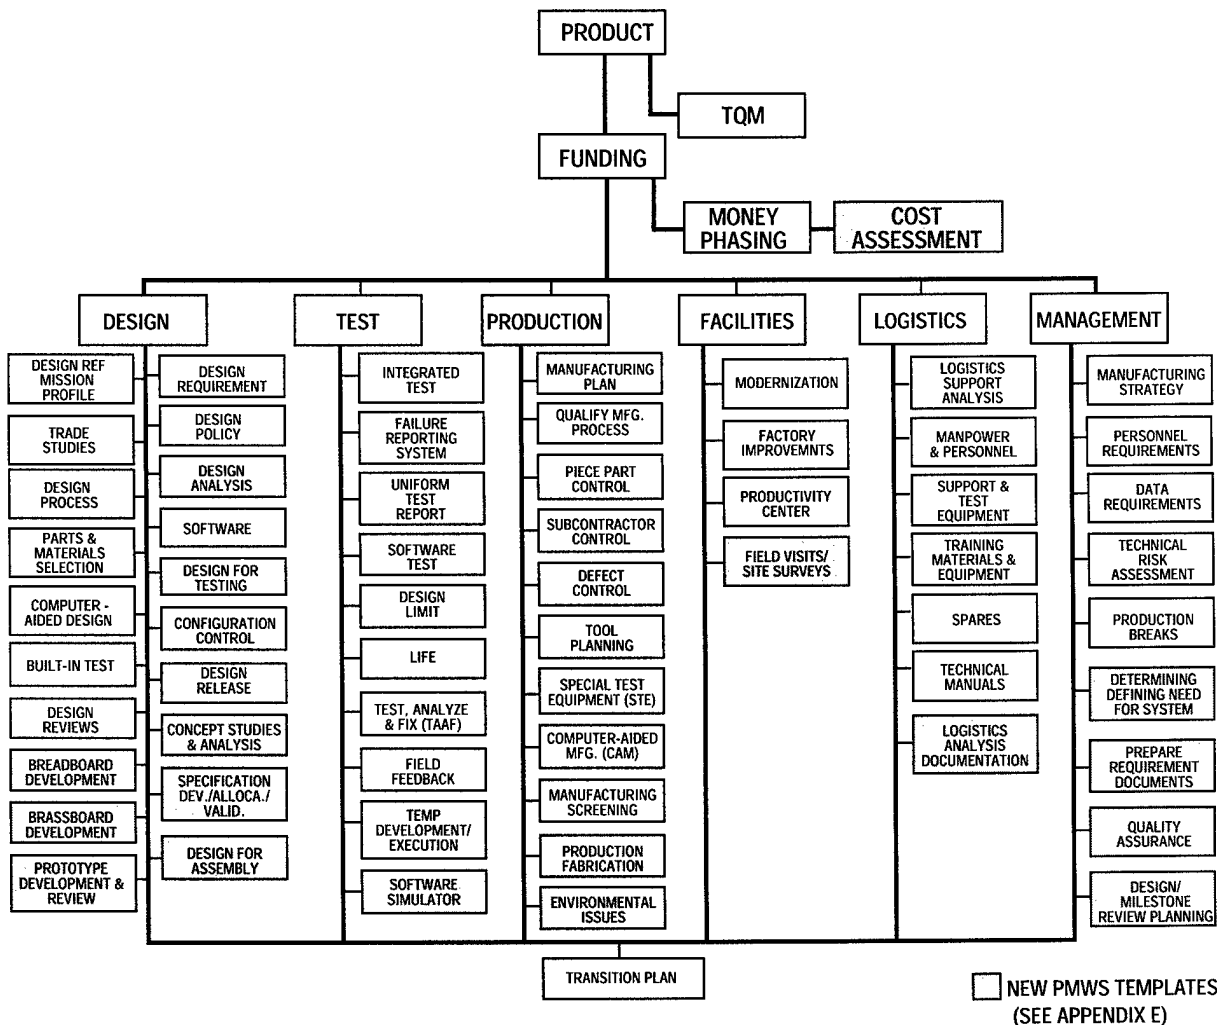 PRODUCT
TQM
FUNDING
MONEY
PHASING
COST
ASSESSMENT
DESIGN
TEST
PRODUCTION
FACILITIES
LOGISTICS
MANAGEMENT
DESIGN REF
MISSION
PROFILE
TRADE
STUDIES
DESIGN
PROCESS
PARTS &
MATERIALS
SELECTION
COMPUTER -
AIDED DESIGN
BUILT-IN TEST
DESIGN
REVIEWS
BREADBOARD
DEVELOPMENT
BRASSBOARD
DEVELOPMENT
PROTOTYPE
DEVELOPMENT &
REVIEW
DESIGN
REQUIREMENT
DESIGN
POLICY
DESIGN
ANALYSIS
SOFTWARE
DESIGN FOR
TESTING
CONFIGURATION
CONTROL
DESIGN
RELEASE
CONCEPT STUDIES
& ANALYSIS
SPECIFICATION
DEV./ALLOCA./
VALID.
DESIGN FOR
ASSEMBLY
INTEGRATED
TEST
FAILURE
REPORTING
SYSTEM
UNIFORM
TEST
REPORT
SOFTWARE
TEST
DESIGN
LIMIT
LIFE
TEST, ANALYZE
& FIX (TAAF)
FIELD
FEEDBACK
TEMP
DEVELOPMENT/
EXECUTION
SOFTWARE
SIMULATOR
MANUFACTURING
PLAN
QUALIFY MFG.
PROCESS
PIECE PART
CONTROL
SUBCONTRACTOR
CONTROL
DEFECT
CONTROL
TOOL
PLANNING
SPECIAL TEST
EQUIPMENT (STE)
COMPUTER-AIDED
MFG. (CAM)
MANUFACTURING
SCREENING
PRODUCTION
FABRICATION
ENVIRONMENTAL
ISSUES
MODERNIZATION
FACTORY
IMPROVEMNTS
PRODUCTIVITY
CENTER
FIELD VISITS/
SITE SURVEYS
LOGISTICS
SUPPORT
ANALYSIS
MANPOWER
& PERSONNEL
SUPPORT &
TEST
EQUIPMENT
TRAINING
MATERIALS &
EQUIPMENT
SPARES
TECHNICAL
MANUALS
LOGISTICS
ANALYSIS
DOCUMENTATION
MANUFACTURING
STRATEGY
PERSONNEL
REQUIREMENTS
DATA
REQUIREMENTS
TECHNICAL
RISK
ASSESSMENT
PRODUCTION
BREAKS
DETERMINING
DEFINING NEED
FOR SYSTEM
PREPARE
REQUIREMENT
DOCUMENTS
QUALITY
ASSURANCE
DESIGN/
MILESTONE
REVIEW PLANNING
TRANSITION PLAN
NEW PMWS TEMPLATES
(SEE APPENDIX E)